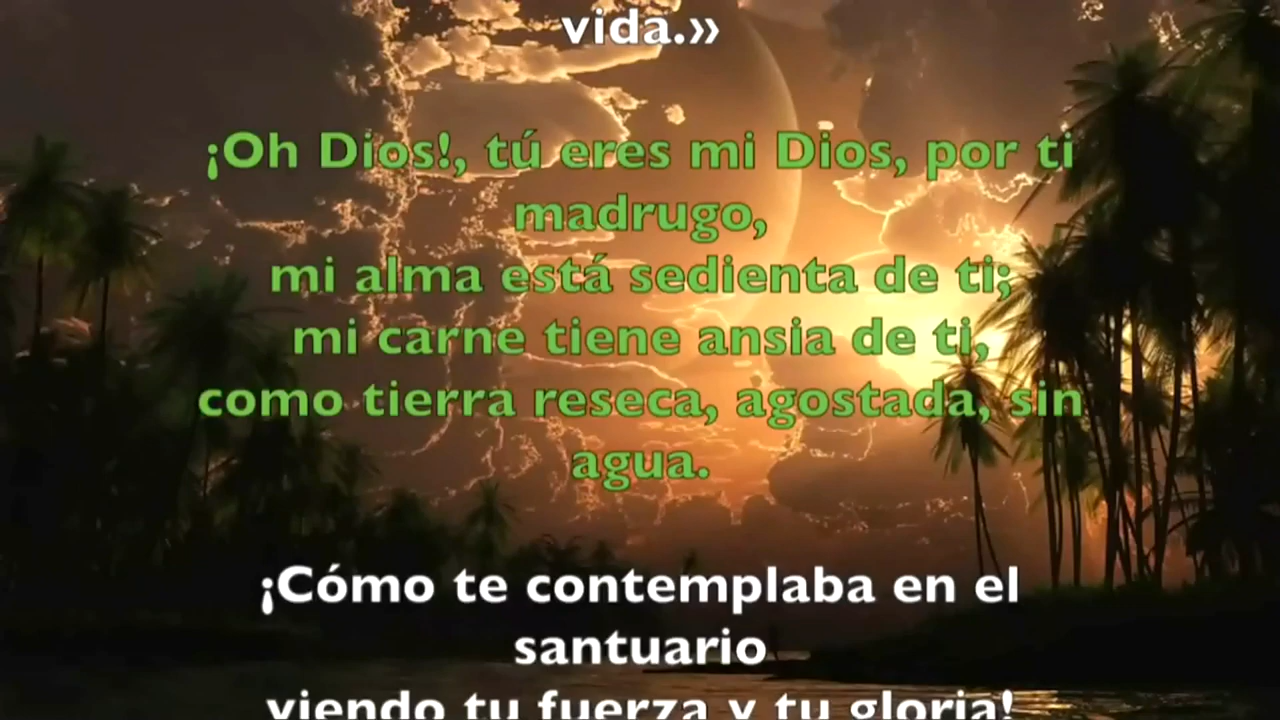 vida.»
¡Oh Dios!, tú eres mi Dios, por ti
madrugo,
mi alma está sedienta de ti;
mi carne tiene ansia de ti,
como tierra reseca, agostada, sin
agua.
¡Cómo te contemplaba en el
santuario
viendo tu fuerza y tu gloria!